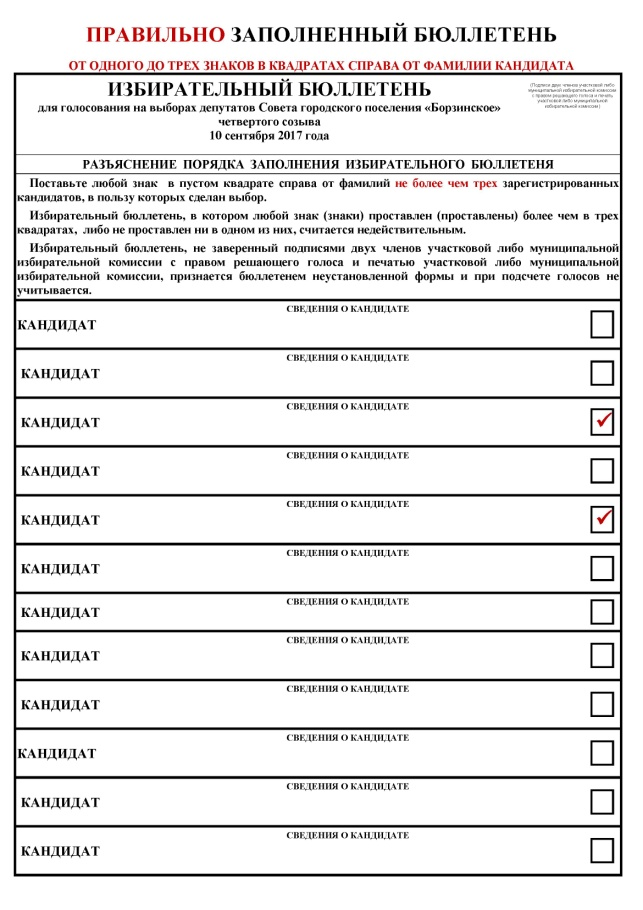 ПРАВИЛЬНО ЗАПОЛНЕННЫЙ БЮЛЛЕТЕНЬ
ОТ ОДНОГО ДО ТРЕХ ЗНАКОВ В КВАДРАТАХ СПРАВА ОТ ФАМИЛИИ КАНДИДАТА
ИЗБИРАТЕЛЬНЫЙ БЮЛЛЕТЕНЬ
для голосования на выборах депутатов Совета городского поселения «Борзинское»
четвертого созыва
10 сентября 2017 года
(Подписи двух членов участковой либо
муниципальной избирательной комиссии
с правом решающего голоса и печать
участковой либо муниципальной
избирательной комиссии)
РАЗЪЯСНЕНИЕ ПОРЯДКА ЗАПОЛНЕНИЯ ИЗБИРАТЕЛЬНОГО БЮЛЛЕТЕНЯ
Поставьте любой знак в пустом квадрате справа от фамилий не более чем трех зарегистрированных
кандидатов, в пользу которых сделан выбор.
Избирательный бюллетень, в котором любой знак (знаки) проставлен (проставлены) более чем в трех
квадратах, либо не проставлен ни в одном из них, считается недействительным.
Избирательный бюллетень, не заверенный подписями двух членов участковой либо муниципальной
избирательной комиссии с правом решающего голоса и печатью участковой либо муниципальной
избирательной комиссии, признается бюллетенем неустановленной формы и при подсчете голосов не
учитывается.
СВЕДЕНИЯ О КАНДИДАТЕ
КАНДИДАТ
СВЕДЕНИЯ О КАНДИДАТЕ
КАНДИДАТ
СВЕДЕНИЯ О КАНДИДАТЕ
КАНДИДАТ
СВЕДЕНИЯ О КАНДИДАТЕ
КАНДИДАТ
СВЕДЕНИЯ О КАНДИДАТЕ
КАНДИДАТ
СВЕДЕНИЯ О КАНДИДАТЕ
КАНДИДАТ
СВЕДЕНИЯ О КАНДИДАТЕ
КАНДИДАТ
СВЕДЕНИЯ О КАНДИДАТЕ
КАНДИДАТ
СВЕДЕНИЯ О КАНДИДАТЕ
КАНДИДАТ
СВЕДЕНИЯ О КАНДИДАТЕ
КАНДИДАТ
СВЕДЕНИЯ О КАНДИДАТЕ
КАНДИДАТ
СВЕДЕНИЯ О КАНДИДАТЕ
КАНДИДАТ